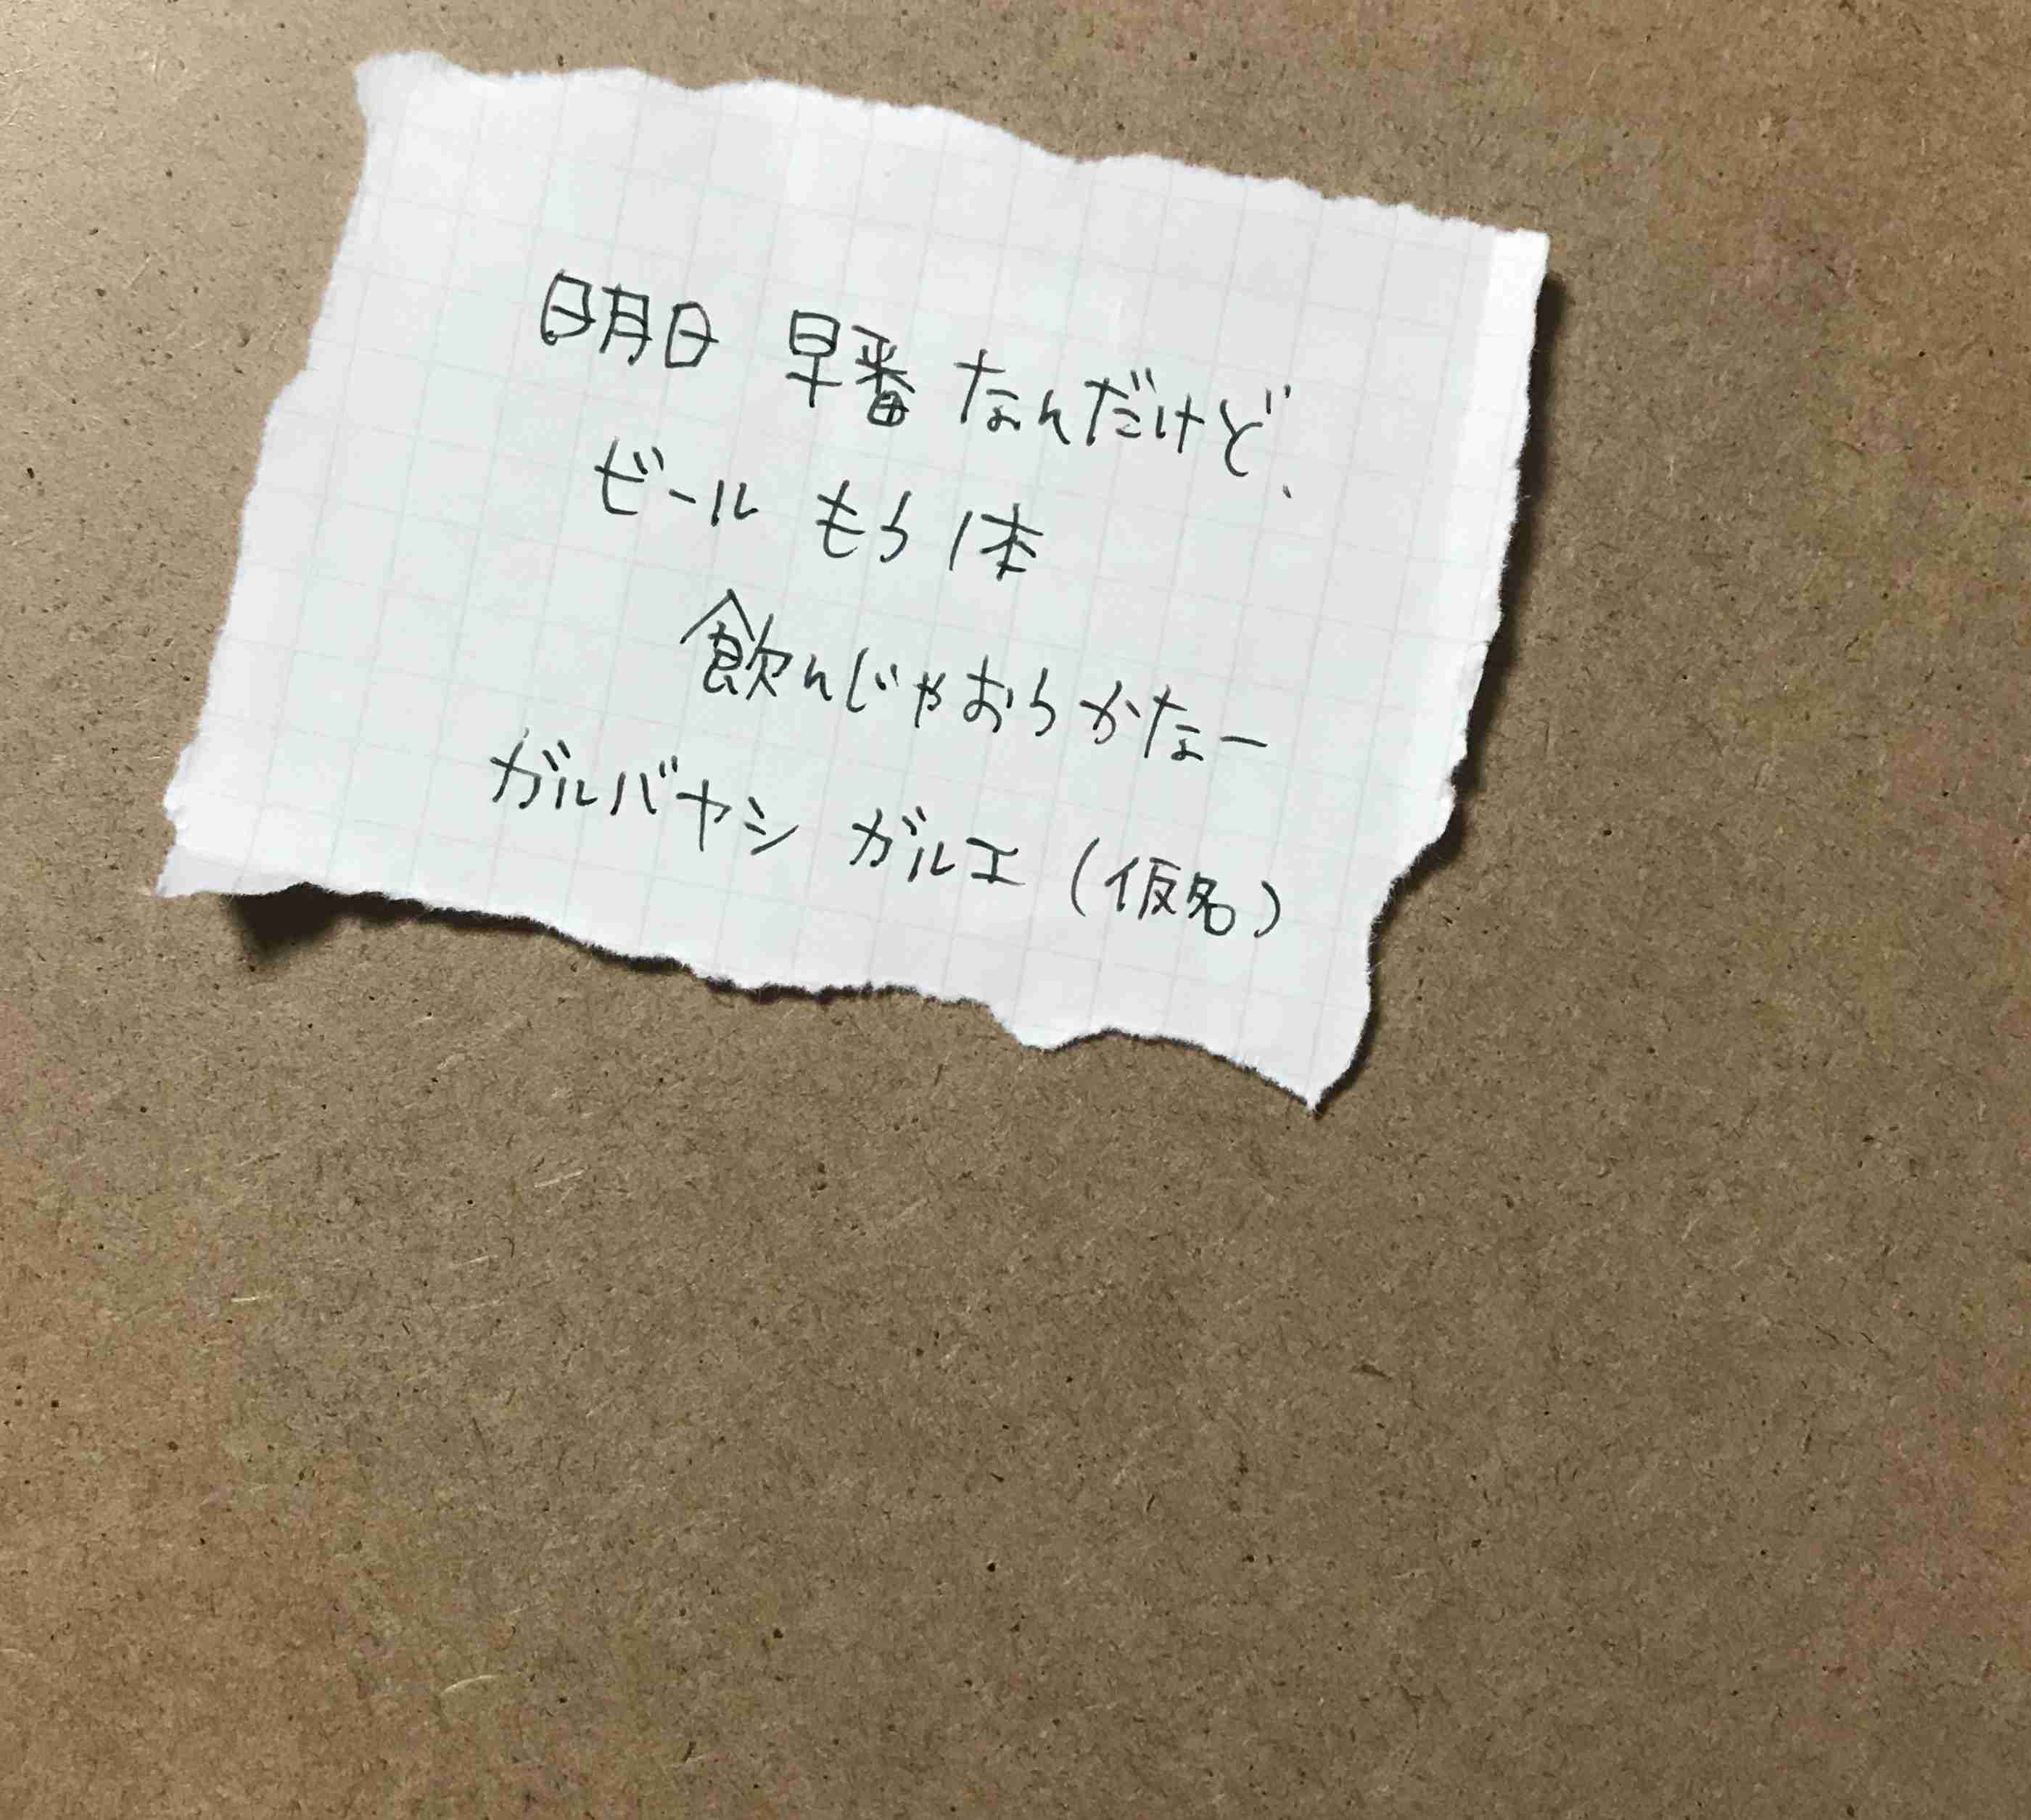 明日 早番なんだけど、
ビール もう1本
飲んじゃおうかなー
ガルバヤシ ガルエ(仮名)